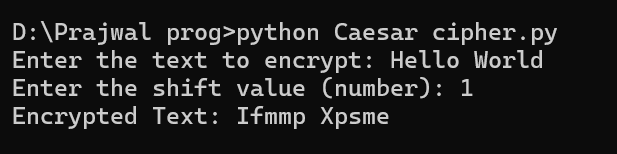 D:\Prajwal prog>python Caesar cipher.py
Enter the text to encrypt: Hello World
Enter the shift value (number): 1
Encrypted Text: Ifmmp Xpsme